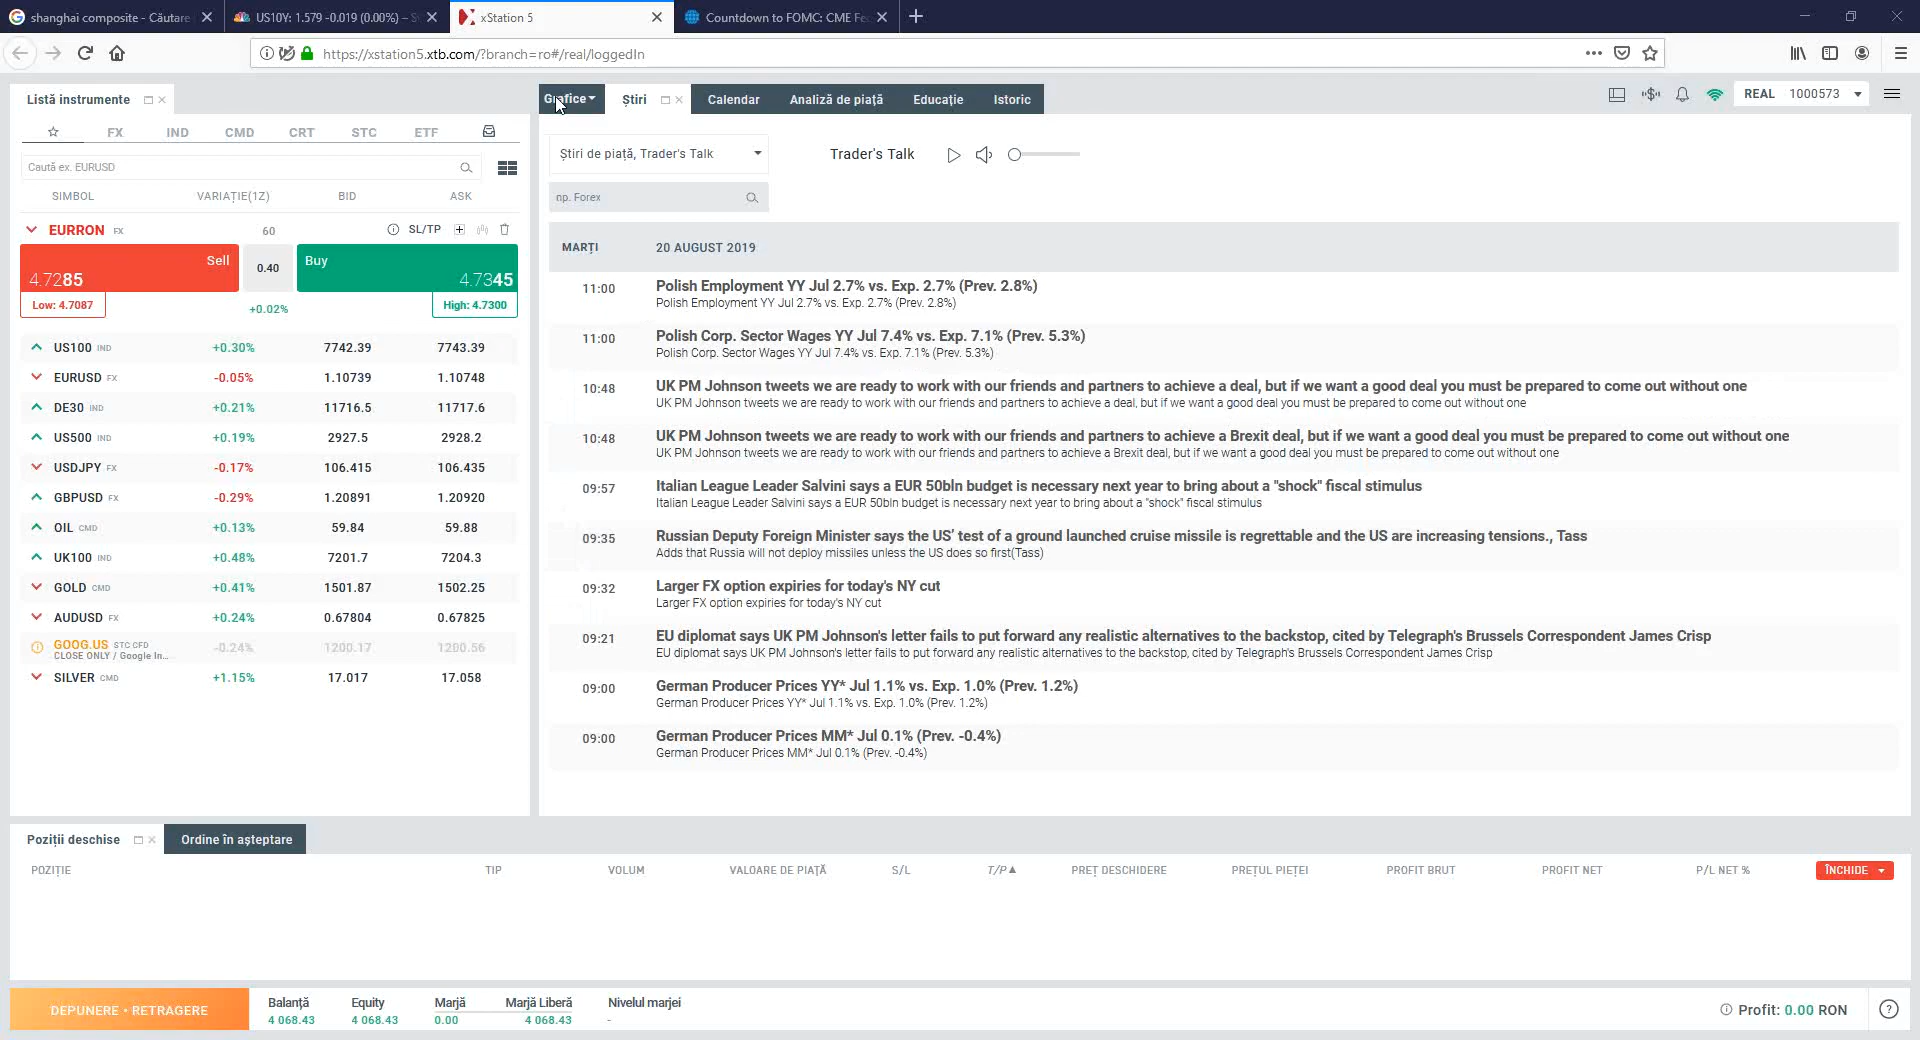 shanghai composite - Căutare
US10Y: 1.579 -0.019 (0.00%)
xStation 5
Countdown to FOMC: CME Fe
https://xstation5.xtb.com/?branch=ro#/real/loggedIn
Listă instrumente
Grafice
Știri
Calendar
Analiză de piață
Educație
Istoric
REAL 1000573
FX IND CMD CRT STC ETF
Caută ex. EURUSD
SIMBOL VARIAȚIE(1Z) BID ASK
EURRON FX 60 SL/TP
Sell
4.7285
0.40
Buy
4.7345
Low: 4.7087
+0.02%
High: 4.7300
US100 IND +0.30% 7742.39 7743.39
EURUSD FX -0.05% 1.10739 1.10748
DE30 IND +0.21% 11716.5 11717.6
US500 IND +0.19% 2927.5 2928.2
USDJPY FX -0.17% 106.415 106.435
GBPUSD FX -0.29% 1.20891 1.20920
OIL CMD +0.13% 59.84 59.88
UK100 IND +0.48% 7201.7 7204.3
GOLD CMD +0.41% 1501.87 1502.25
AUDUSD FX +0.24% 0.67804 0.67825
GOOG.US STC CFD -0.24% 1200.17 1200.56
CLOSE ONLY / Google In...
SILVER CMD +1.15% 17.017 17.058
Știri de piață, Trader's Talk
Trader's Talk
np. Forex
MARȚI 20 AUGUST 2019
11:00 Polish Employment YY Jul 2.7% vs. Exp. 2.7% (Prev. 2.8%)
Polish Employment YY Jul 2.7% vs. Exp. 2.7% (Prev. 2.8%)
11:00 Polish Corp. Sector Wages YY Jul 7.4% vs. Exp. 7.1% (Prev. 5.3%)
Polish Corp. Sector Wages YY Jul 7.4% vs. Exp. 7.1% (Prev. 5.3%)
10:48 UK PM Johnson tweets we are ready to work with our friends and partners to achieve a deal, but if we want a good deal you must be prepared to come out without one
UK PM Johnson tweets we are ready to work with our friends and partners to achieve a deal, but if we want a good deal you must be prepared to come out without one
10:48 UK PM Johnson tweets we are ready to work with our friends and partners to achieve a Brexit deal, but if we want a good deal you must be prepared to come out without one
UK PM Johnson tweets we are ready to work with our friends and partners to achieve a Brexit deal, but if we want a good deal you must be prepared to come out without one
09:57 Italian League Leader Salvini says a EUR 50bln budget is necessary next year to bring about a "shock" fiscal stimulus
Italian League Leader Salvini says a EUR 50bln budget is necessary next year to bring about a "shock" fiscal stimulus
09:35 Russian Deputy Foreign Minister says the US' test of a ground launched cruise missile is regrettable and the US are increasing tensions., Tass
Adds that Russia will not deploy missiles unless the US does so first(Tass)
09:32 Larger FX option expiries for today's NY cut
Larger FX option expiries for today's NY cut
09:21 EU diplomat says UK PM Johnson's letter fails to put forward any realistic alternatives to the backstop, cited by Telegraph's Brussels Correspondent James Crisp
EU diplomat says UK PM Johnson's letter fails to put forward any realistic alternatives to the backstop, cited by Telegraph's Brussels Correspondent James Crisp
09:00 German Producer Prices YY* Jul 1.1% vs. Exp. 1.0% (Prev. 1.2%)
German Producer Prices YY* Jul 1.1% vs. Exp. 1.0% (Prev. 1.2%)
09:00 German Producer Prices MM* Jul 0.1% (Prev. -0.4%)
German Producer Prices MM* Jul 0.1% (Prev. -0.4%)
Poziții deschise
Ordine în așteptare
POZIȚIE TIP VOLUM VALOARE DE PIAȚĂ S/L T/P PREȚ DESCHIDERE PREȚUL PIEȚEI PROFIT BRUT PROFIT NET P/L NET % ÎNCHIDE
DEPUNERE • RETRAGERE
Balanță Equity Marjă Marjă Liberă Nivelul marjei
4 068.43 4 068.43 0.00 4 068.43 -
Profit: 0.00 RON